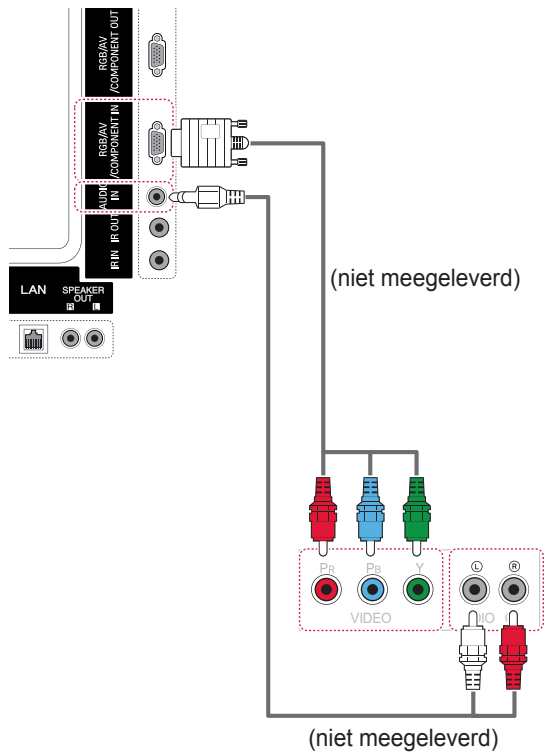 RGB/AV
/COMPONENT OUT
RGB/AV
/COMPONENT IN
AUDIO
IN
IR OUT
IR IN
LAN
SPEAKER
OUT
R L
(niet meegeleverd)
PR PB Y
VIDEO
L R
(niet meegeleverd)